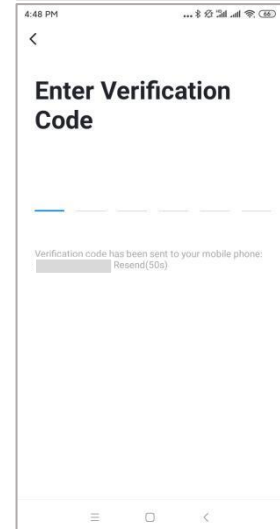 4:48 PM
Enter Verification
Code
Verification code has been sent to your mobile phone:
Resend(50s)